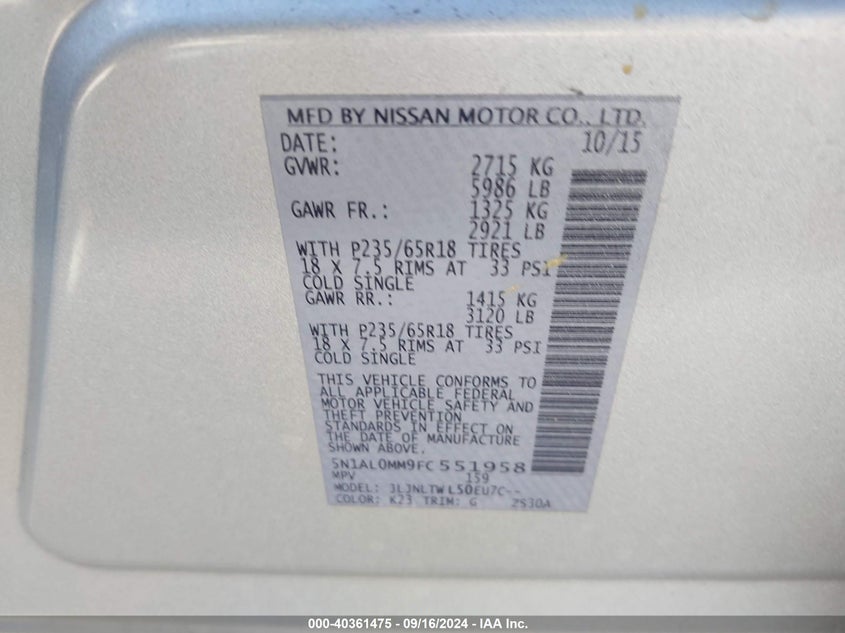 MFD BY NISSAN MOTOR CO., LTD.
DATE: 10/15
GVWR: 2715 KG
5986 LB
GAWR FR.: 1325 KG
2921 LB
WITH P235/65R18 TIRES
18 X 7.5 RIMS AT 33 PSI
COLD SINGLE
GAWR RR.: 1415 KG
3120 LB
WITH P235/65R18 TIRES
18 X 7.5 RIMS AT 33 PSI
COLD SINGLE
THIS VEHICLE CONFORMS TO
ALL APPLICABLE FEDERAL
MOTOR VEHICLE SAFETY AND
THEFT PREVENTION
STANDARDS IN EFFECT ON
THE DATE OF MANUFACTURE
SHOWN ABOVE.
5N1AL0MM9FC551958
MPV 159
MODEL: JLJNLTWL50EU7C--
COLOR: K23 TRIM: G 2S30A
000-40361475 - 09/16/2024 - IAA Inc.